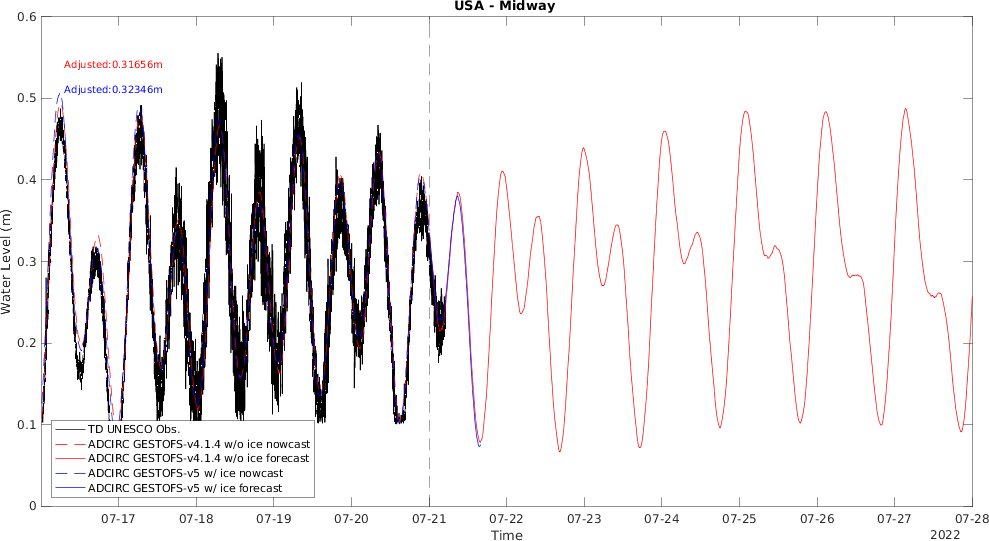 USA - Midway
0.6
0.5
0.4
0.3
0.2
0.1
0
Water Level (m)
Adjusted:0.31656m
Adjusted:0.32346m
TD UNESCO Obs.
ADCIRC GESTOFS-v4.1.4 w/o ice nowcast
ADCIRC GESTOFS-v4.1.4 w/o ice forecast
ADCIRC GESTOFS-v5 w/ ice nowcast
ADCIRC GESTOFS-v5 w/ ice forecast
07-17 07-18 07-19 07-20 07-21 07-22 07-23 07-24 07-25 07-26 07-27 07-28
Time
2022